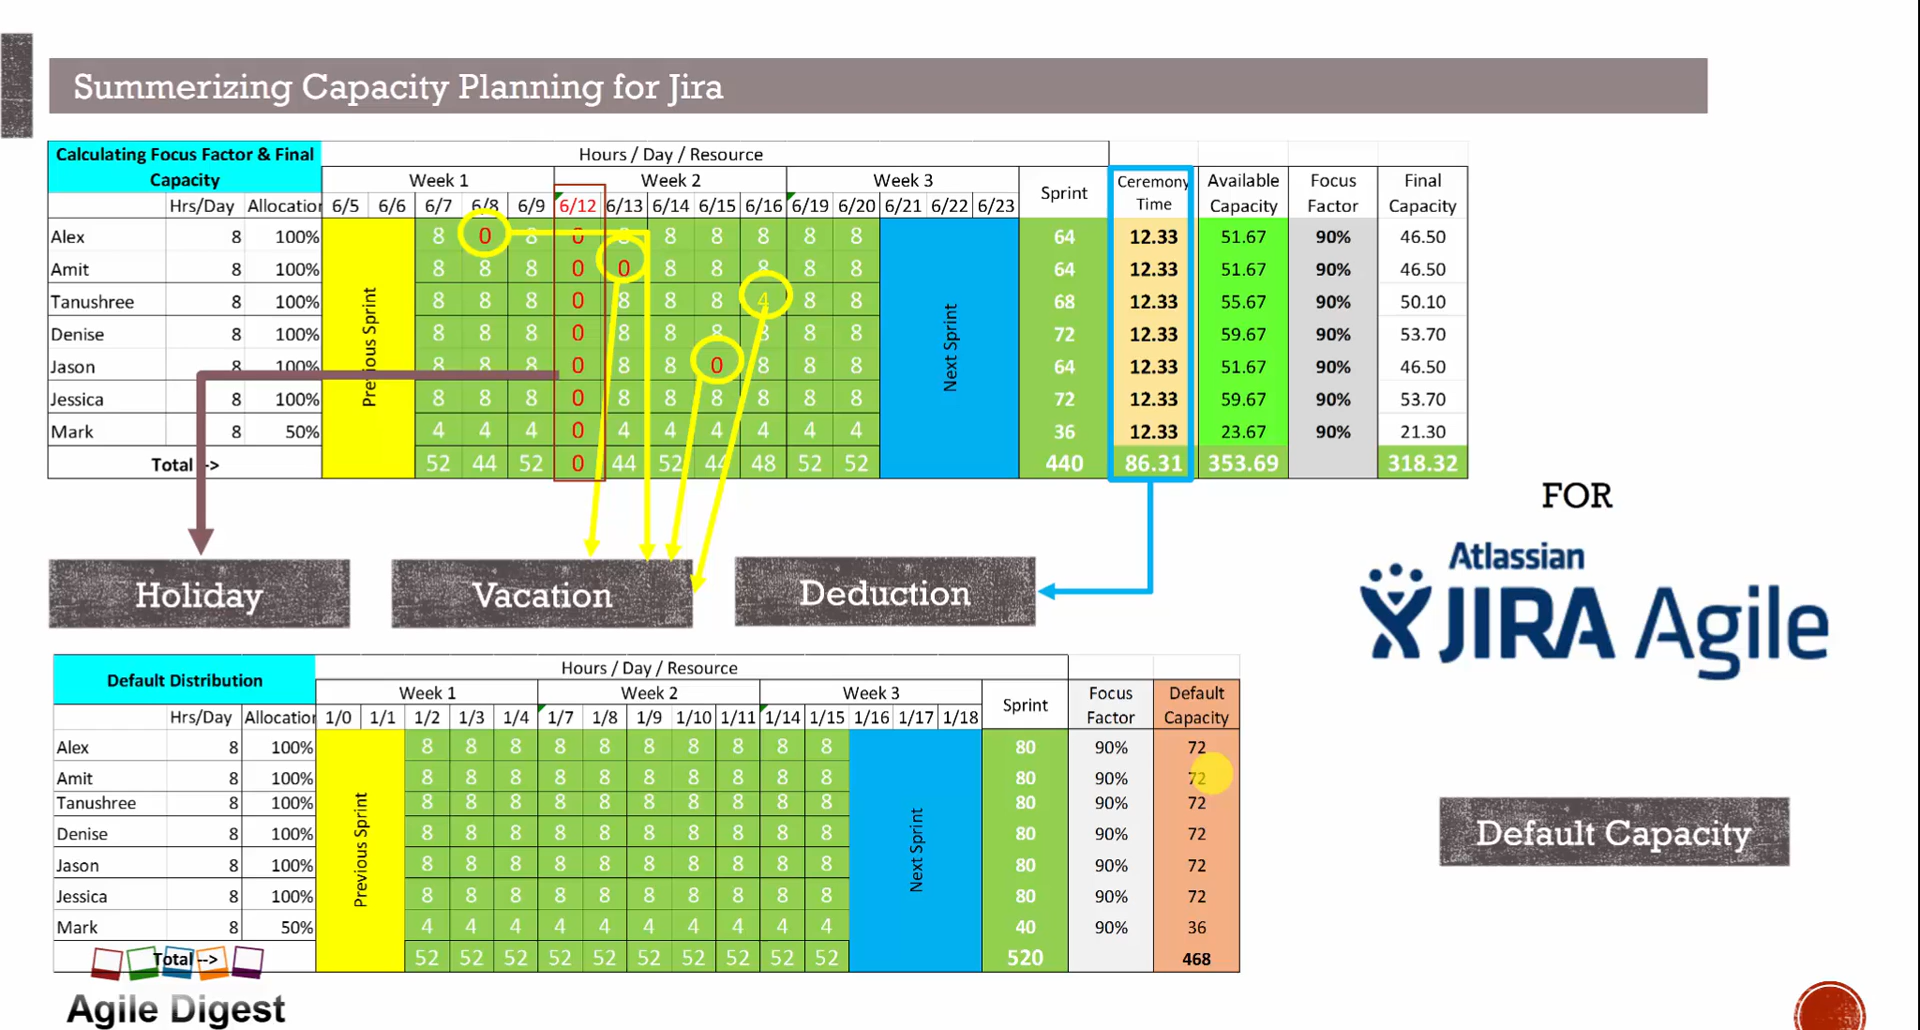 Summerizing Capacity Planning for Jira
Calculating Focus Factor & Final Capacity
Hours / Day / Resource
Week 1 Week 2 Week 3
Sprint Ceremony Time Available Capacity Focus Factor Final Capacity
Hrs/Day Allocation 6/5 6/6 6/7 6/8 6/9 6/12 6/13 6/14 6/15 6/16 6/19 6/20 6/21 6/22 6/23
Previous Sprint
Next Sprint
Alex 8 100% 8 0 8 0 8 8 8 8 8 8 64 12.33 51.67 90% 46.50
Amit 8 100% 8 8 8 0 0 8 8 8 8 8 64 12.33 51.67 90% 46.50
Tanushree 8 100% 8 8 8 0 8 8 8 4 8 8 68 12.33 55.67 90% 50.10
Denise 8 100% 8 8 8 0 8 8 8 8 8 8 72 12.33 59.67 90% 53.70
Jason 8 100% 8 8 8 0 8 8 0 8 8 8 64 12.33 51.67 90% 46.50
Jessica 8 100% 8 8 8 0 8 8 8 8 8 8 72 12.33 59.67 90% 53.70
Mark 8 50% 4 4 4 0 4 4 4 4 4 4 36 12.33 23.67 90% 21.30
Total --> 52 44 52 0 44 52 44 48 52 52 440 86.31 353.69 318.32
FOR
Atlassian
JIRA Agile
Holiday
Vacation
Deduction
Default Distribution
Hours / Day / Resource
Week 1 Week 2 Week 3
Sprint Focus Factor Default Capacity
Hrs/Day Allocation 1/0 1/1 1/2 1/3 1/4 1/7 1/8 1/9 1/10 1/11 1/14 1/15 1/16 1/17 1/18
Previous Sprint
Next Sprint
Alex 8 100% 8 8 8 8 8 8 8 8 8 8 80 90% 72
Amit 8 100% 8 8 8 8 8 8 8 8 8 8 80 90% 72
Tanushree 8 100% 8 8 8 8 8 8 8 8 8 8 80 90% 72
Denise 8 100% 8 8 8 8 8 8 8 8 8 8 80 90% 72
Jason 8 100% 8 8 8 8 8 8 8 8 8 8 80 90% 72
Jessica 8 100% 8 8 8 8 8 8 8 8 8 8 80 90% 72
Mark 8 50% 4 4 4 4 4 4 4 4 4 4 40 90% 36
Total --> 52 52 52 52 52 52 52 52 52 52 520 468
Default Capacity
Agile Digest